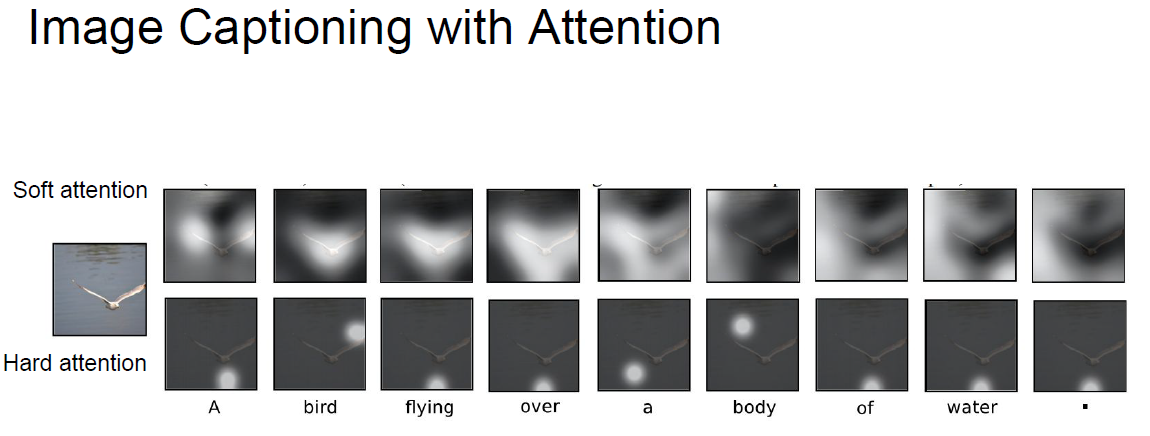 Image Captioning with Attention
Soft attention
Hard attention
A bird flying over a body of water .